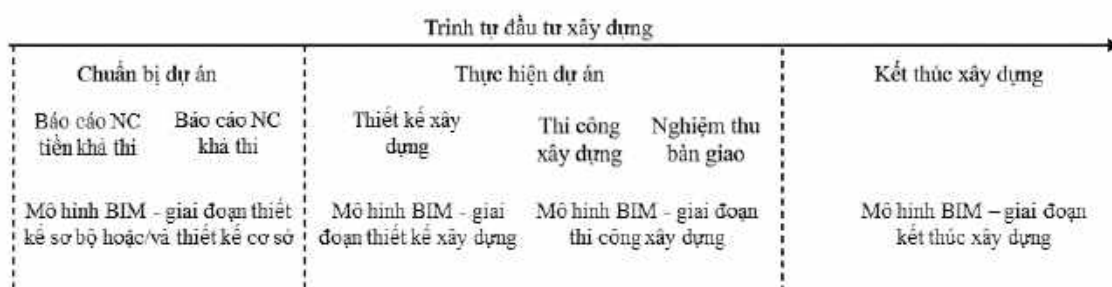 Trình tự đầu tư xây dựng
Chuẩn bị dự án
Thực hiện dự án
Kết thúc xây dựng
Báo cáo NC
tiền khả thi
Báo cáo NC
khả thi
Thiết kế xây
dựng
Thi công
xây dựng
Nghiệm thu
bàn giao
Mô hình BIM - giai đoạn thiết
kế sơ bộ hoặc/và thiết kế cơ sở
Mô hình BIM - giai
đoạn thiết kế xây dựng
Mô hình BIM - giai đoạn
thi công xây dựng
Mô hình BIM – giai đoạn
kết thúc xây dựng